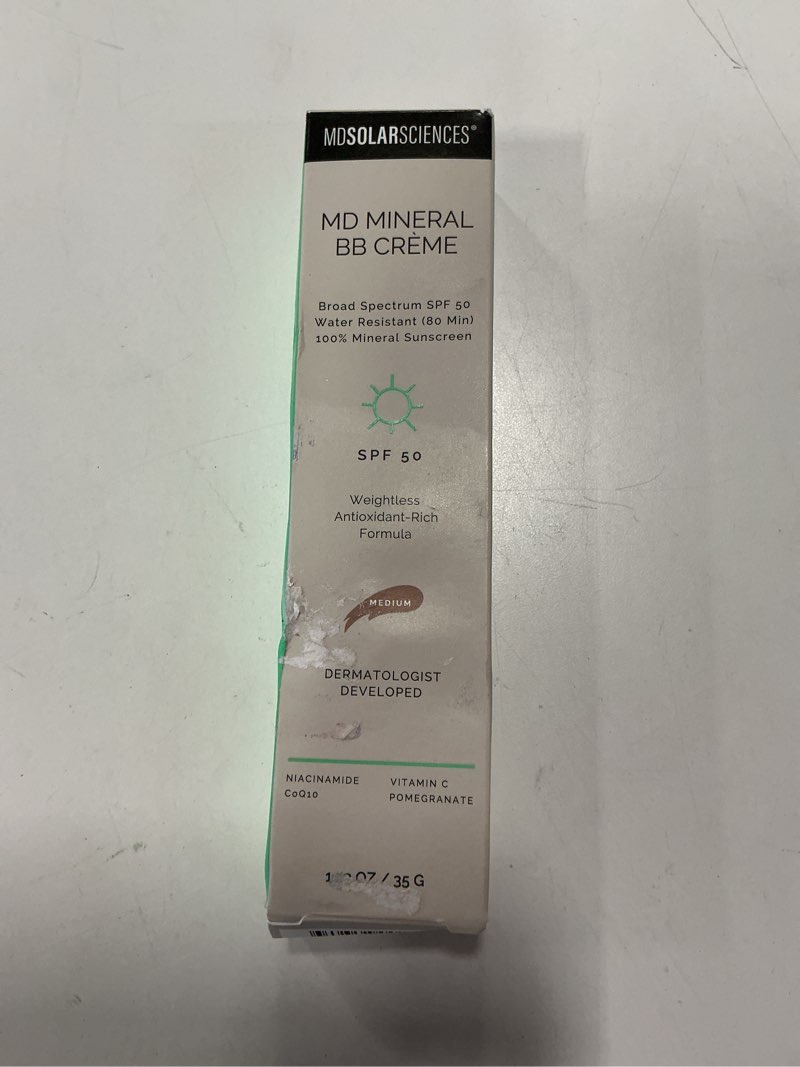 MDSOLARSCIENCES®
MD MINERAL
BB CRÈME
Broad Spectrum SPF 50
Water Resistant (80 Min)
100% Mineral Sunscreen
SPF 50
Weightless
Antioxidant-Rich
Formula
MEDIUM
DERMATOLOGIST
DEVELOPED
NIACINAMIDE VITAMIN C
CoQ10 POMEGRANATE
OZ / 35 G